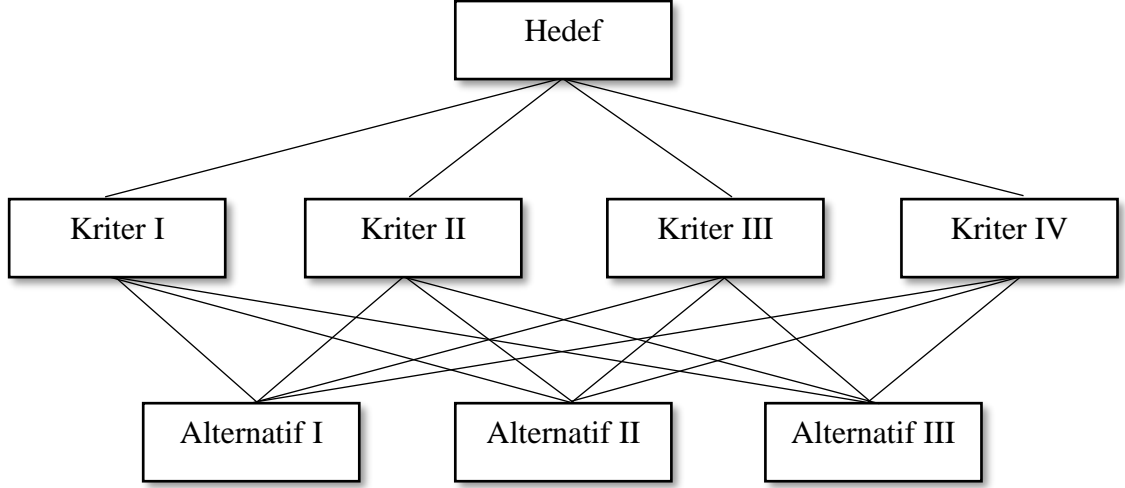 Hedef
Kriter I
Kriter II
Kriter III
Kriter IV
Alternatif I
Alternatif II
Alternatif III